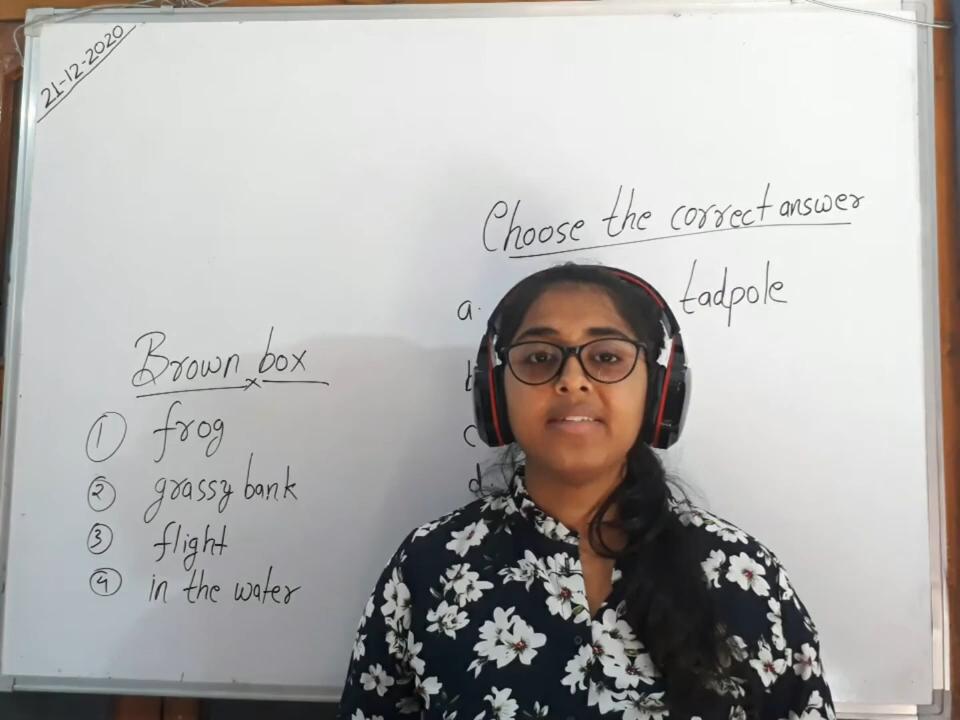 21-12-2020
Choose the correct answer
a. tadpole
b
c
d.
Brown box
1 frog
2 grassy bank
3 flight
4 in the water